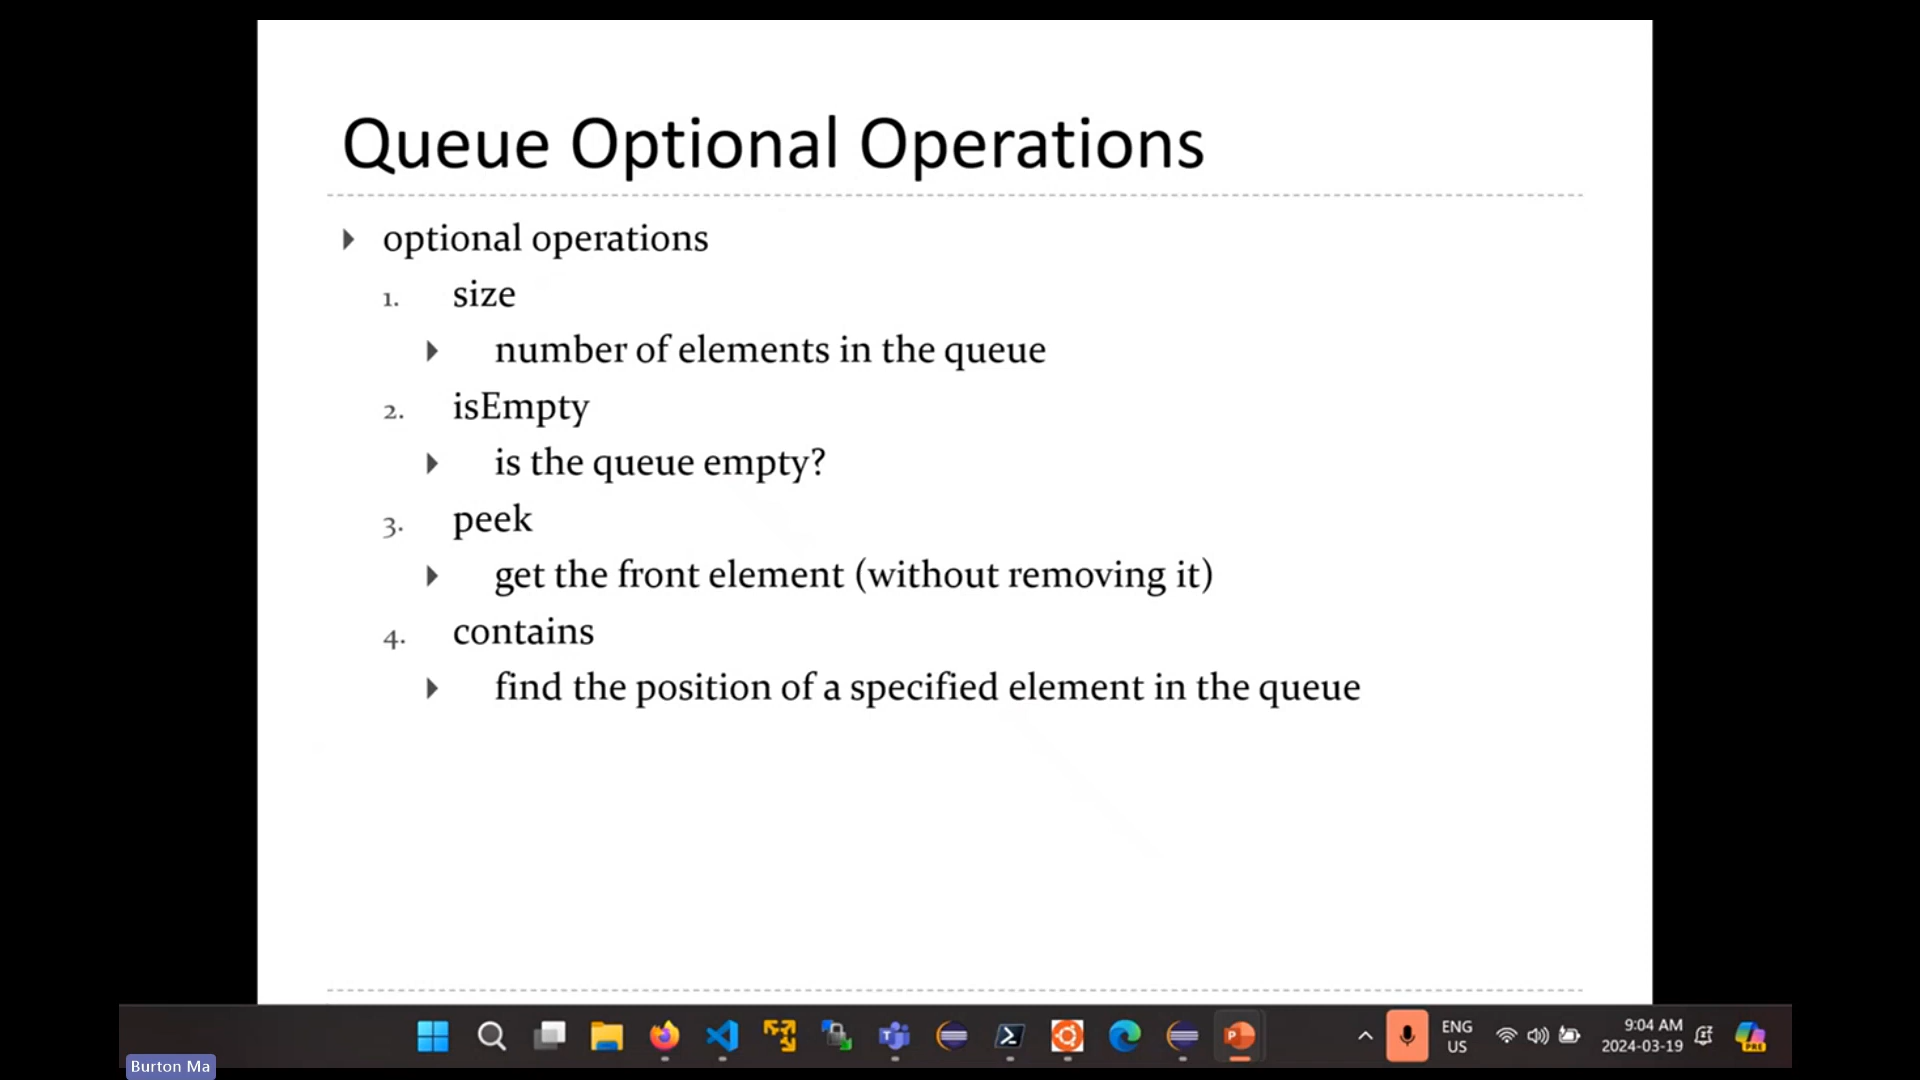 Queue Optional Operations
optional operations
1. size
number of elements in the queue
2. isEmpty
is the queue empty?
3. peek
get the front element (without removing it)
4. contains
find the position of a specified element in the queue
ENG
US
9:04 AM
2024-03-19
PRE
Burton Ma